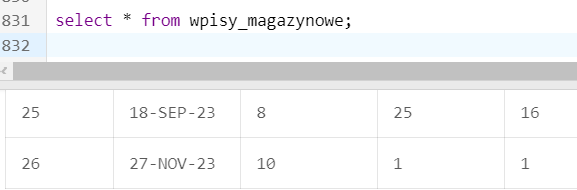 831 select * from wpisy_magazynowe;
832
25 18-SEP-23 8 25 16
26 27-NOV-23 10 1 1